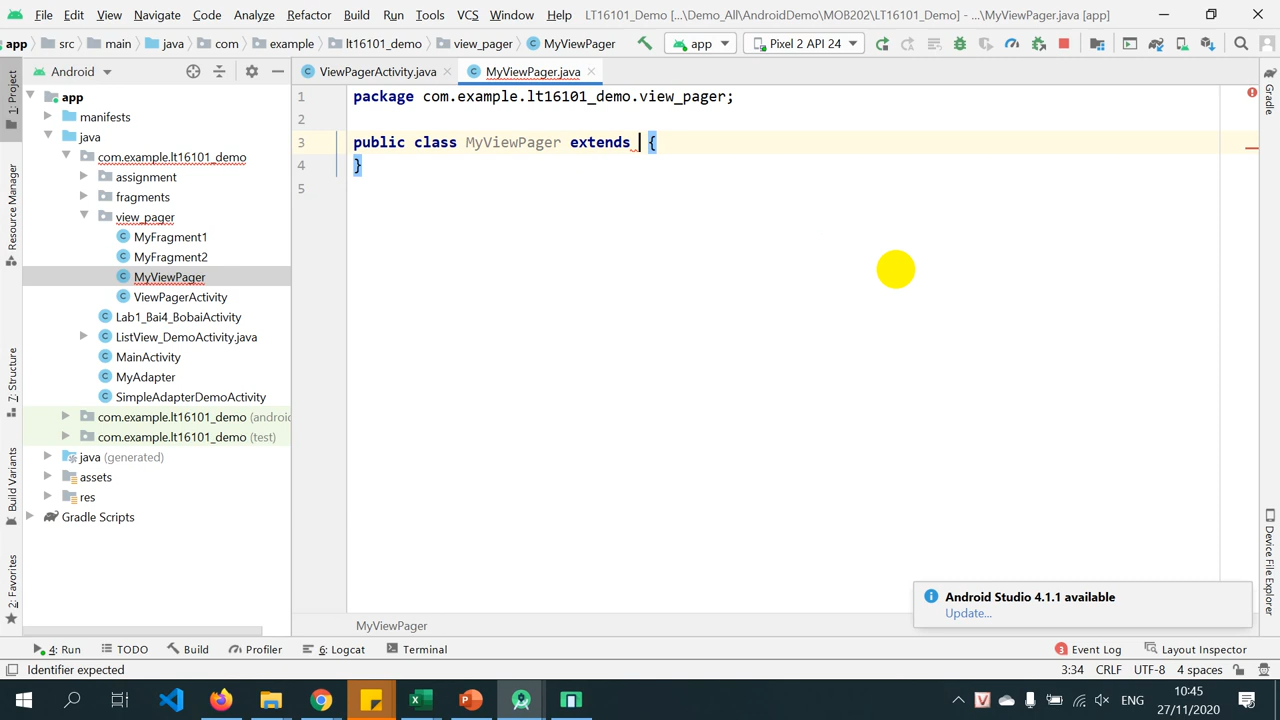 File Edit View Navigate Code Analyze Refactor Build Run Tools VCS Window Help LT16101_Demo [...\Demo_All\AndroidDemo\MOB202\LT16101_Demo] - ...\MyViewPager.java [app]
app src main java com example lt16101_demo view_pager MyViewPager app Pixel 2 API 24
Android
ViewPagerActivity.java MyViewPager.java
1: Project
Resource Manager
Z: Structure
Build Variants
2: Favorites
app
manifests
java
com.example.lt16101_demo
assignment
fragments
view_pager
MyFragment1
MyFragment2
MyViewPager
ViewPagerActivity
Lab1_Bai4_BobaiActivity
ListView_DemoActivity.java
MainActivity
MyAdapter
SimpleAdapterDemoActivity
com.example.lt16101_demo (androi
com.example.lt16101_demo (test)
java (generated)
assets
res
Gradle Scripts
1 package com.example.lt16101_demo.view_pager;
2
3 public class MyViewPager extends {
4 }
5
Gradle
Device File Explorer
Android Studio 4.1.1 available
Update...
MyViewPager
4: Run TODO Build Profiler 6: Logcat Terminal 3 Event Log Layout Inspector
Identifier expected 3:34 CRLF UTF-8 4 spaces
V ENG
10:45
27/11/2020